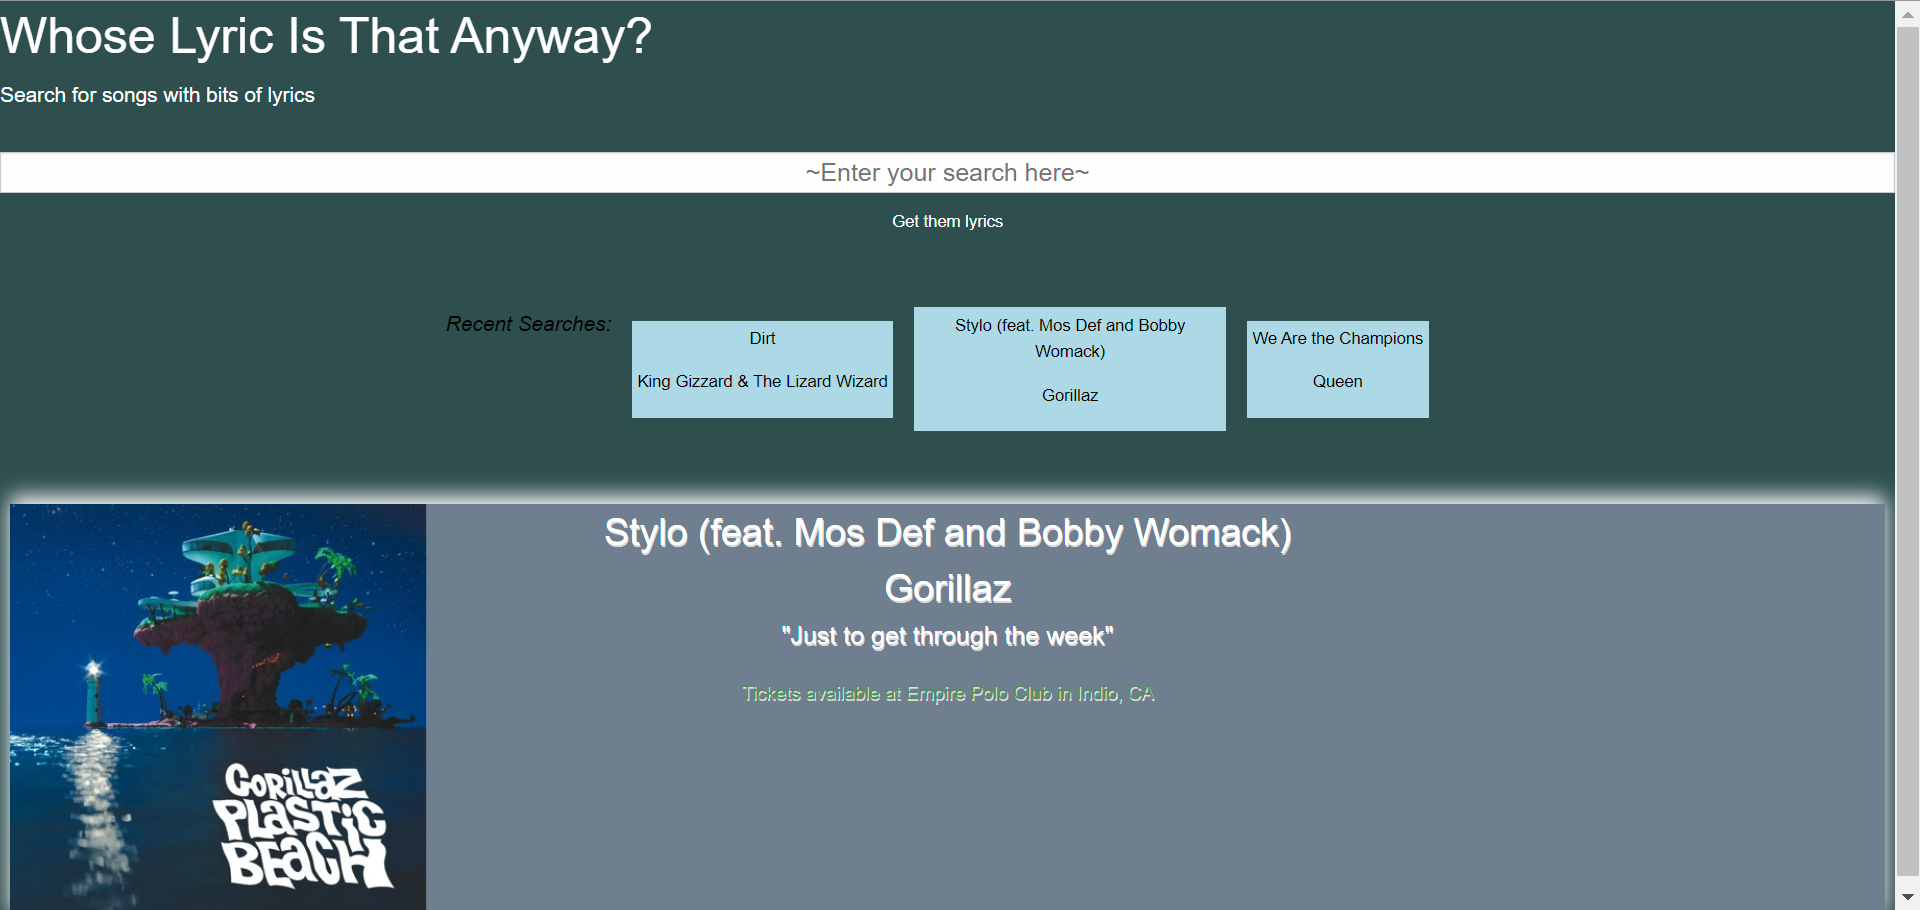 Whose Lyric Is That Anyway?
Search for songs with bits of lyrics
~Enter your search here~
Get them lyrics
Recent Searches:
Dirt
King Gizzard & The Lizard Wizard
Stylo (feat. Mos Def and Bobby
Womack)
Gorillaz
We Are the Champions
Queen
Stylo (feat. Mos Def and Bobby Womack)
Gorillaz
"Just to get through the week"
Tickets available at Empire Polo Club in Indio, CA
GORILLAZ
PLASTIC
BEACH